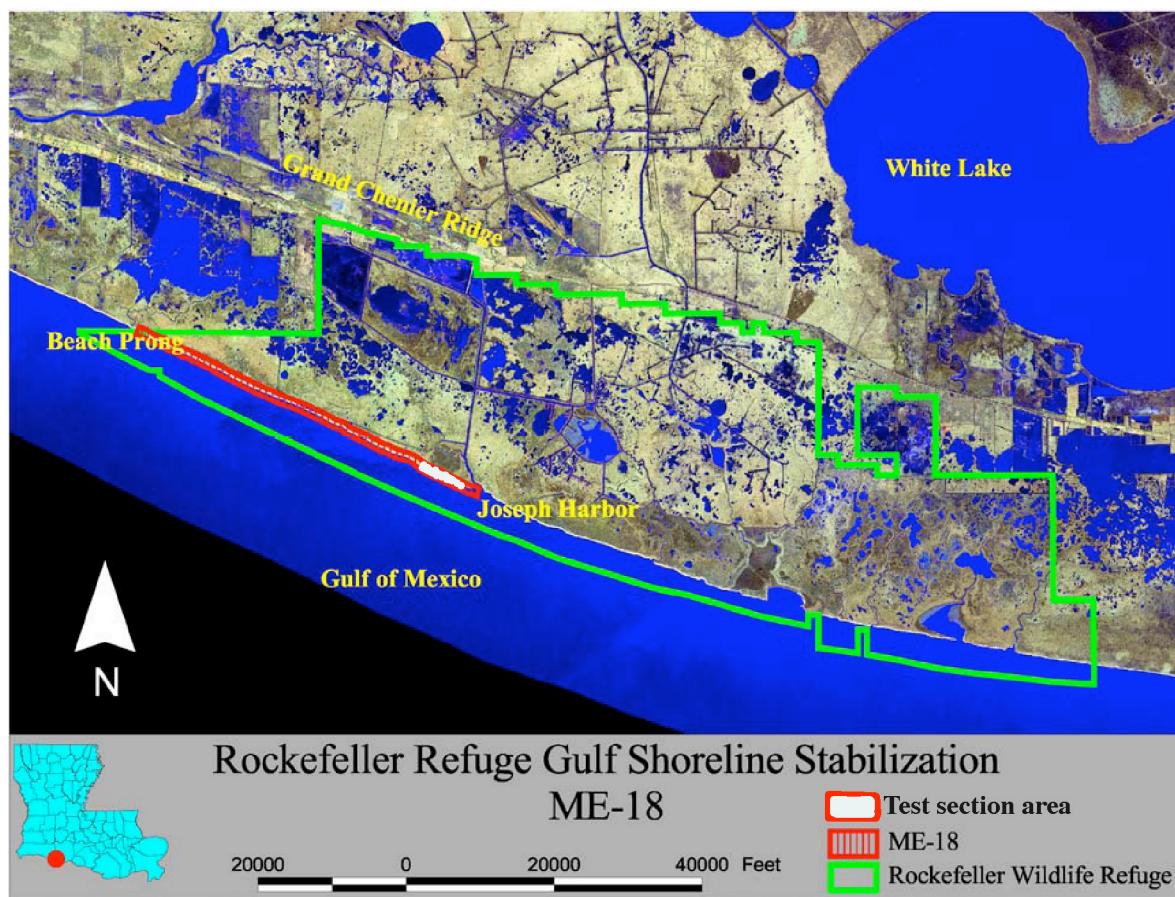 White Lake
Grand Chenier Ridge
Beach Prong
Joseph Harbor
Gulf of Mexico
N
Rockefeller Refuge Gulf Shoreline Stabilization
ME-18
Test section area
ME-18
Rockefeller Wildlife Refuge
20000 0 20000 40000 Feet